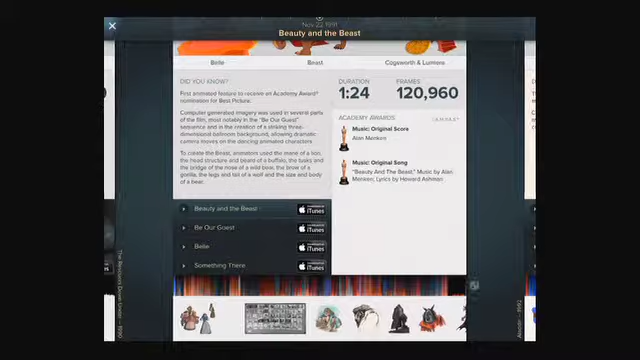 Nov 22 1991
Beauty and the Beast
Belle
Beast
Cogsworth & Lumiere
DID YOU KNOW?
First animated feature to receive an Academy Award®
nomination for Best Picture.
Computer generated imagery was used in several parts
of the film, most notably in the "Be Our Guest"
sequence and in the creation of a striking three-
dimensional ballroom background, allowing dramatic
camera moves on the dancing animated characters
To create the Beast, animators used the mane of a lion,
the head structure and beard of a buffalo, the tusks and
the bridge of the nose of a wild bear, the brow of a
gorilla, the legs and tail of a wolf and the size and body
of a bear.
DURATION
FRAMES
1:24
120,960
ACADEMY AWARDS
Music: Original Score
Alan Menken
Music: Original Song
"Beauty And The Beast." Music by Alan
Menken; Lyrics by Howard Ashman
Beauty and the Beast
iTunes
Be Our Guest
iTunes
Belle
iTunes
Something There
iTunes
The Rescuers Down Under – 1990